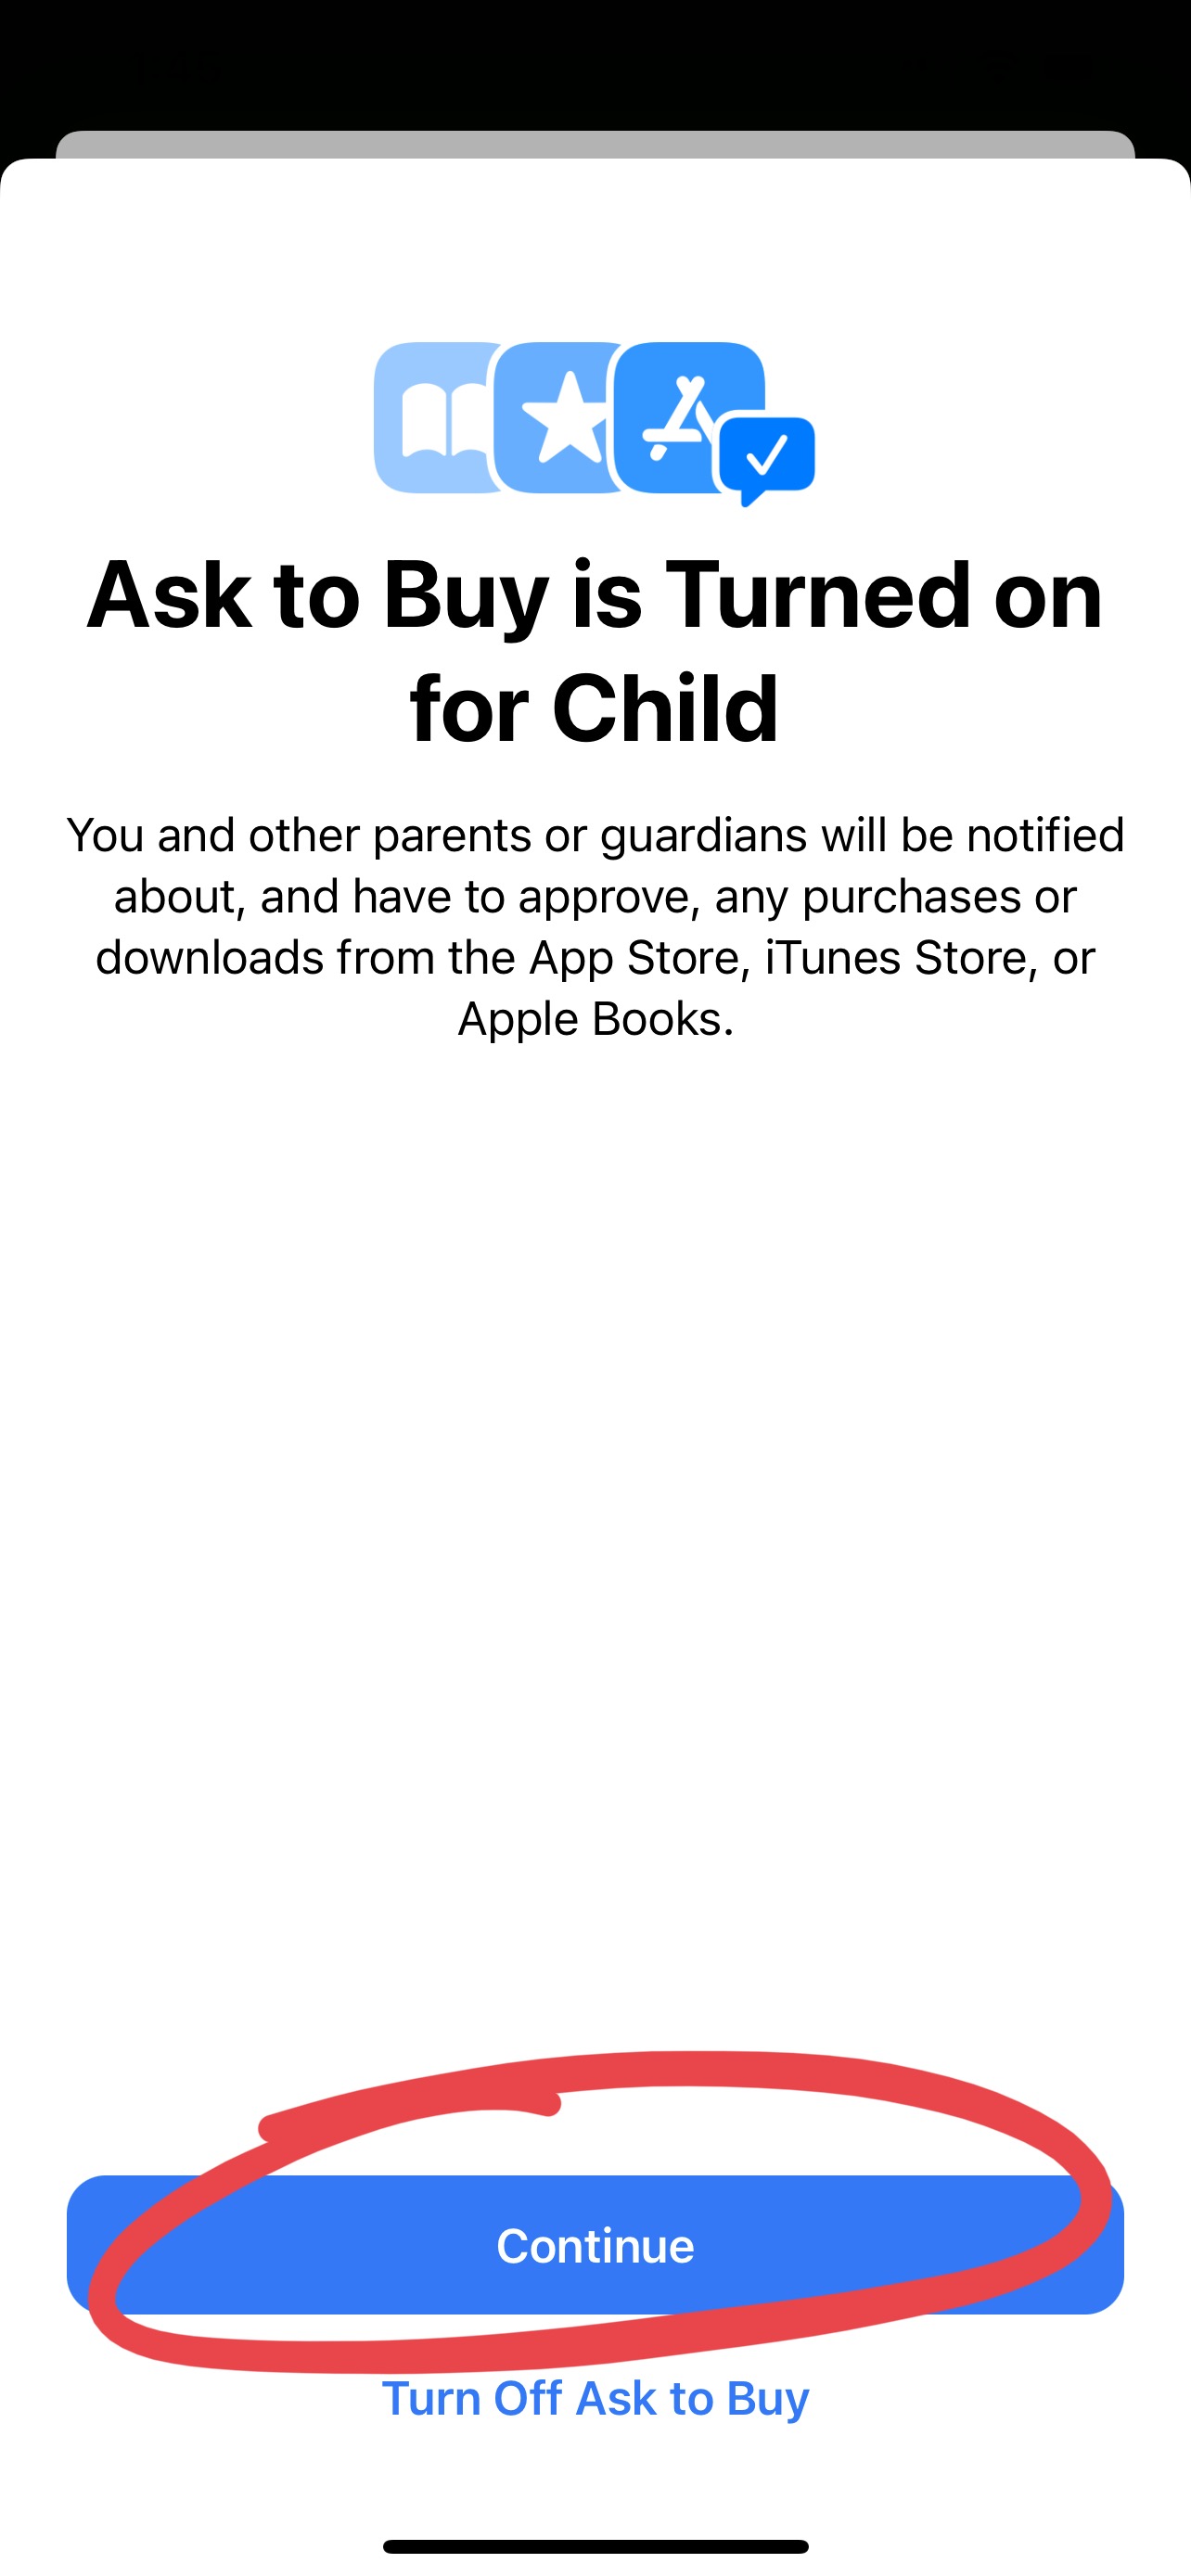 Ask to Buy is Turned on
for Child
You and other parents or guardians will be notified
about, and have to approve, any purchases or
downloads from the App Store, iTunes Store, or
Apple Books.
Continue
Turn Off Ask to Buy